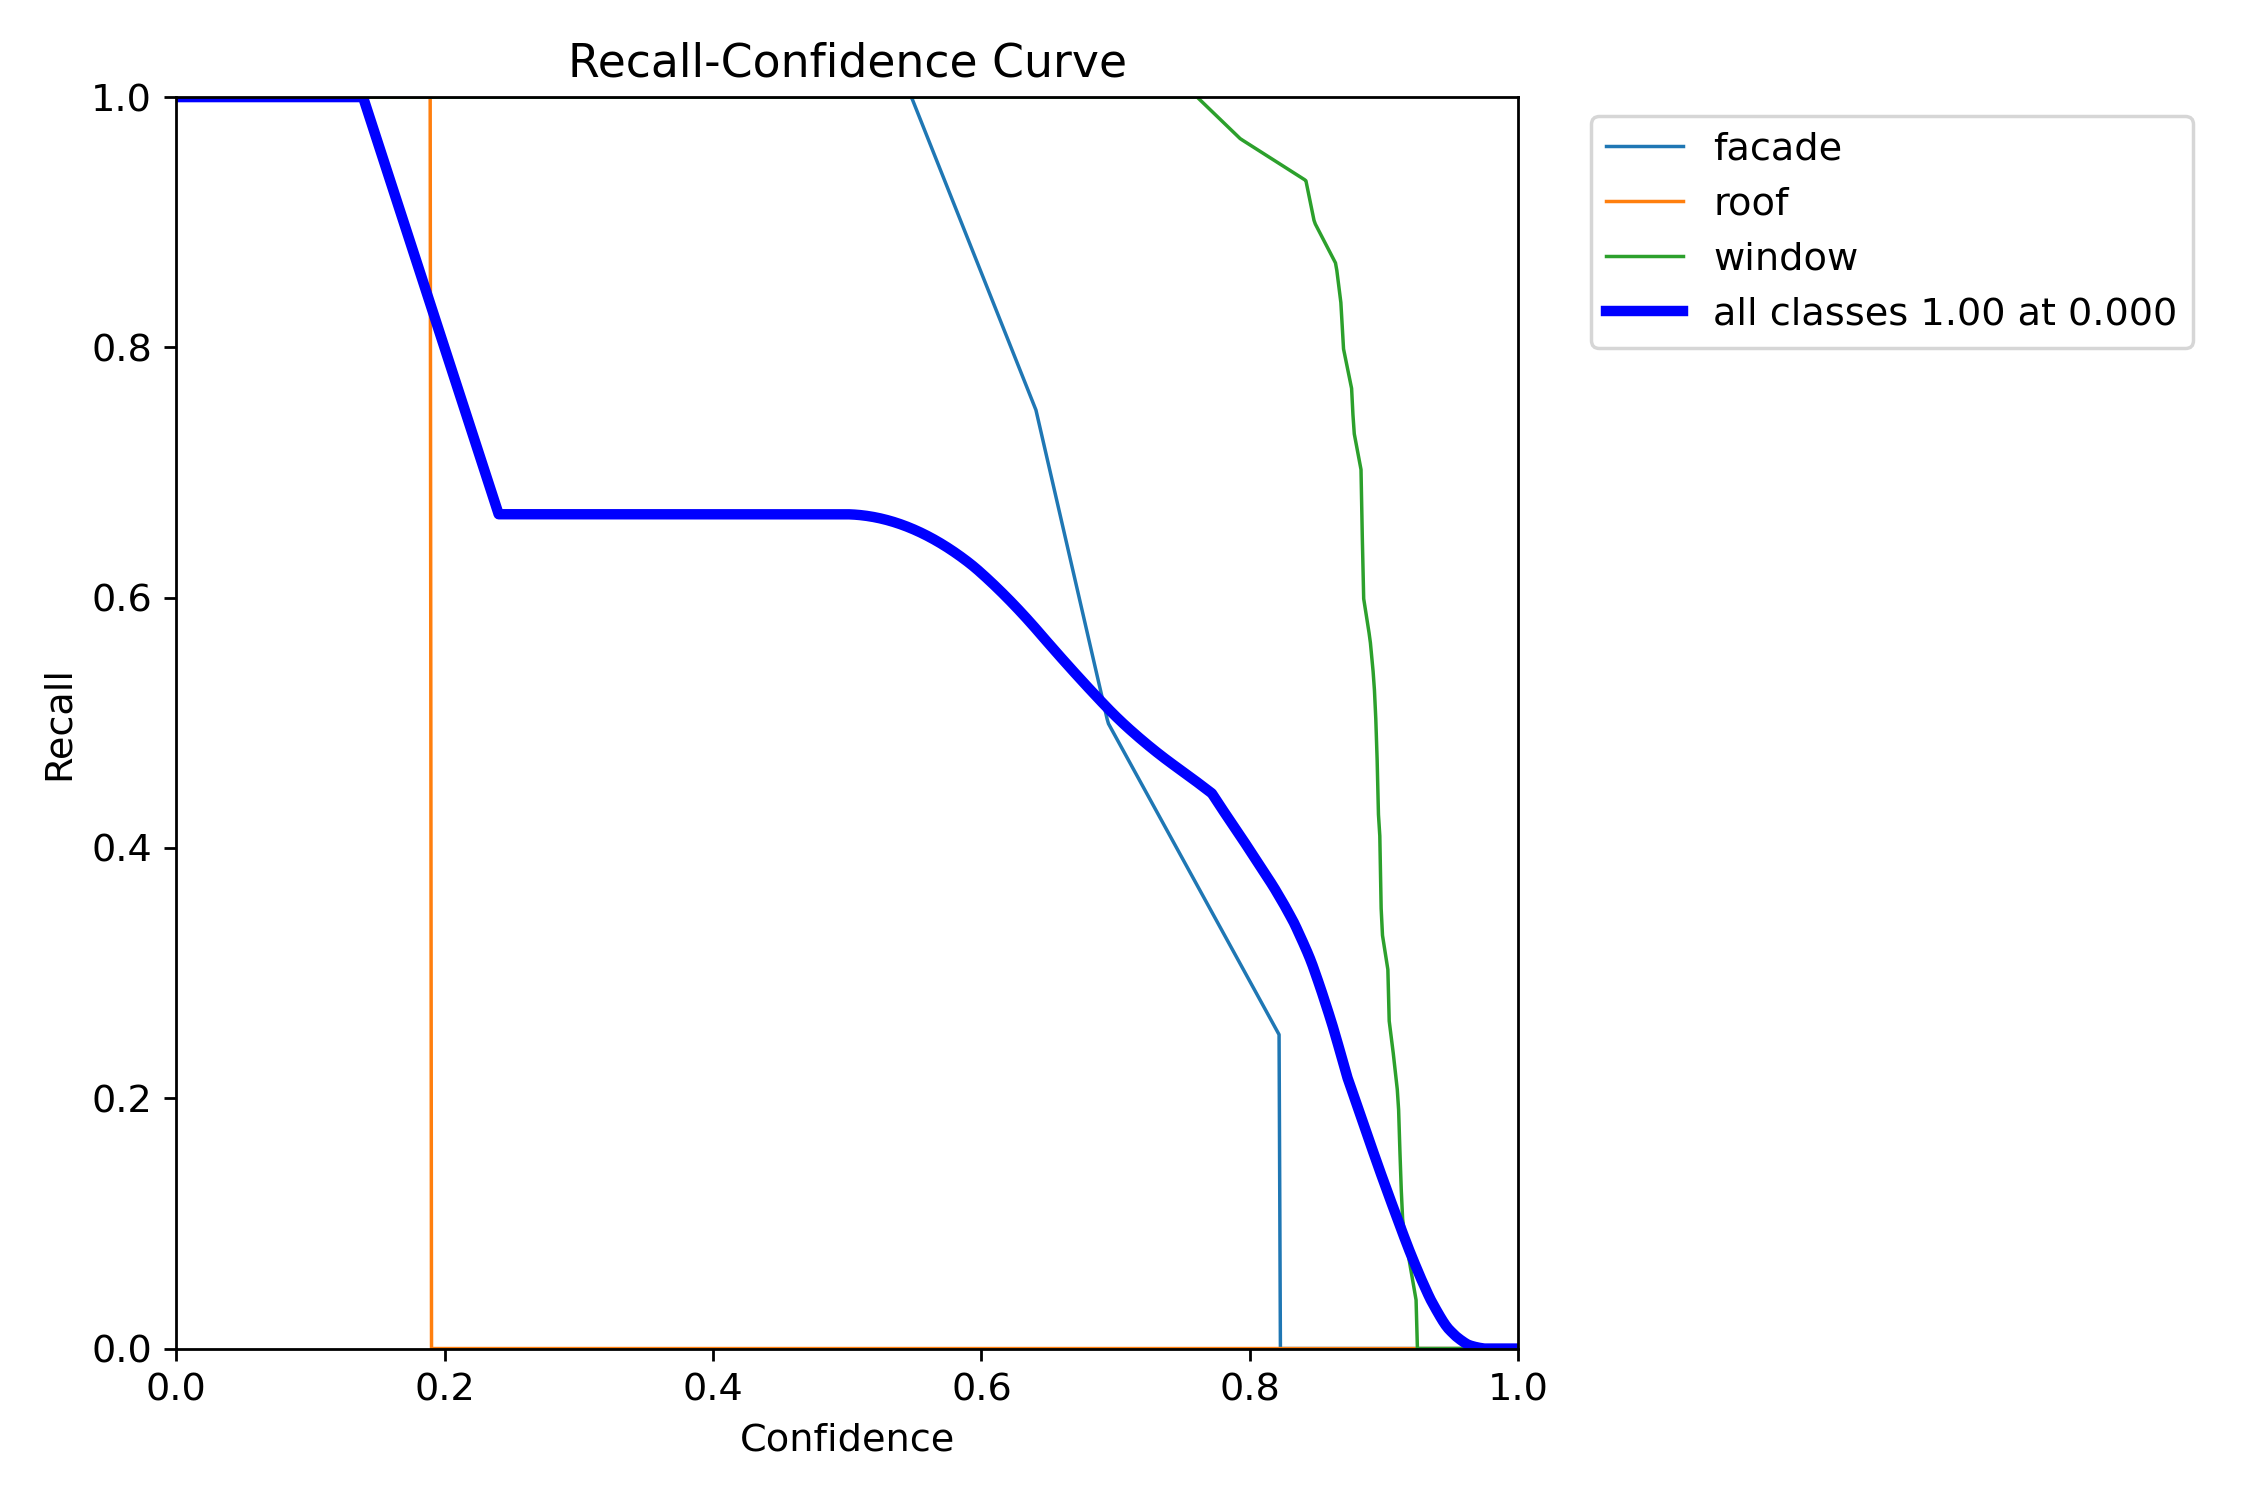 Recall-Confidence Curve
1.0
0.8
0.6
0.4
0.2
0.0
Recall
0.0 0.2 0.4 0.6 0.8 1.0
Confidence
facade
roof
window
all classes 1.00 at 0.000